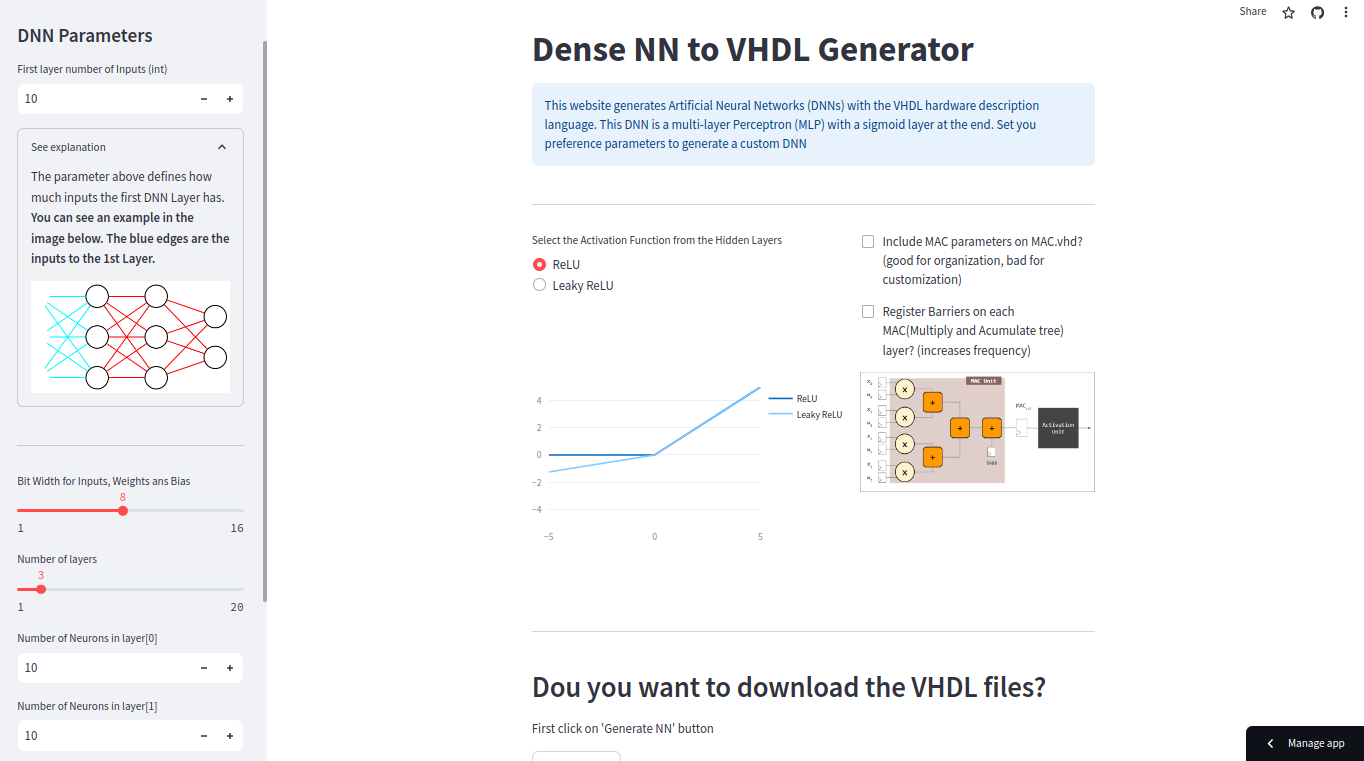 Share
DNN Parameters
First layer number of Inputs (int)
10
See explanation
The parameter above defines how
much inputs the first DNN Layer has.
You can see an example in the
image below. The blue edges are the
inputs to the 1st Layer.
Bit Width for Inputs, Weights ans Bias
8
1
16
Number of layers
3
1
20
Number of Neurons in layer[0]
10
Number of Neurons in layer[1]
10
Dense NN to VHDL Generator
This website generates Artificial Neural Networks (DNNs) with the VHDL hardware description
language. This DNN is a multi-layer Perceptron (MLP) with a sigmoid layer at the end. Set you
preference parameters to generate a custom DNN
Select the Activation Function from the Hidden Layers
ReLU
Leaky ReLU
4
2
0
−2
−4
−5
0
5
ReLU
Leaky ReLU
Include MAC parameters on MAC.vhd?
(good for organization, bad for
customization)
Register Barriers on each
MAC(Multiply and Acumulate tree)
layer? (increases frequency)
MAC Unit
Activation
Unit
bias
Dou you want to download the VHDL files?
First click on 'Generate NN' button
Manage app